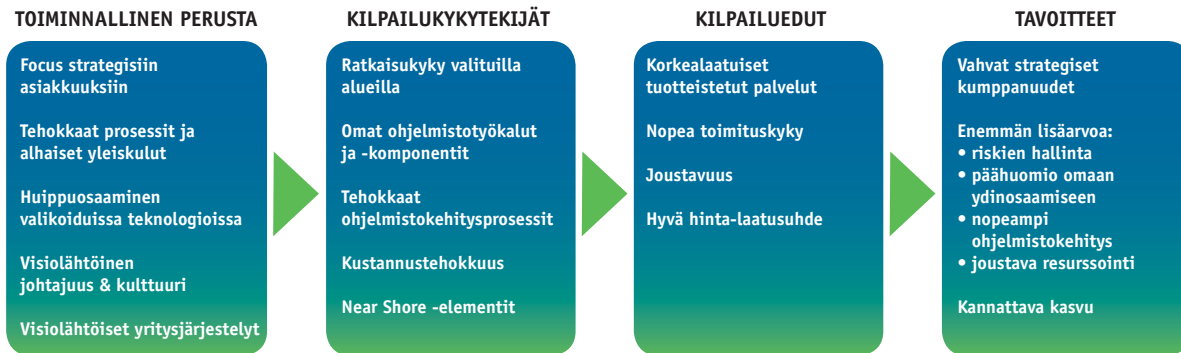 TOIMINNALLINEN PERUSTA
Focus strategisiin
asiakkuuksiin
Tehokkaat prosessit ja
alhaiset yleiskulut
Huippuosaaminen
valikoiduissa teknologioissa
Visiolähtöinen
johtajuus & kulttuuri
Visiolähtöiset yritysjärjestelyt
KILPAILUKYKYTEKIJÄT
Ratkaisukyky valituilla
alueilla
Omat ohjelmistotyökalut
ja -komponentit
Tehokkaat
ohjelmistokehitysprosessit
Kustannustehokkuus
Near Shore -elementit
KILPAILUEDUT
Korkealaatuiset
tuotteistetut palvelut
Nopea toimituskyky
Joustavuus
Hyvä hinta-laatusuhde
TAVOITTEET
Vahvat strategiset
kumppanuudet
Enemmän lisäarvoa:
• riskien hallinta
• päähuomio omaan
ydinosaamiseen
• nopeampi
ohjelmistokehitys
• joustava resurssointi
Kannattava kasvu